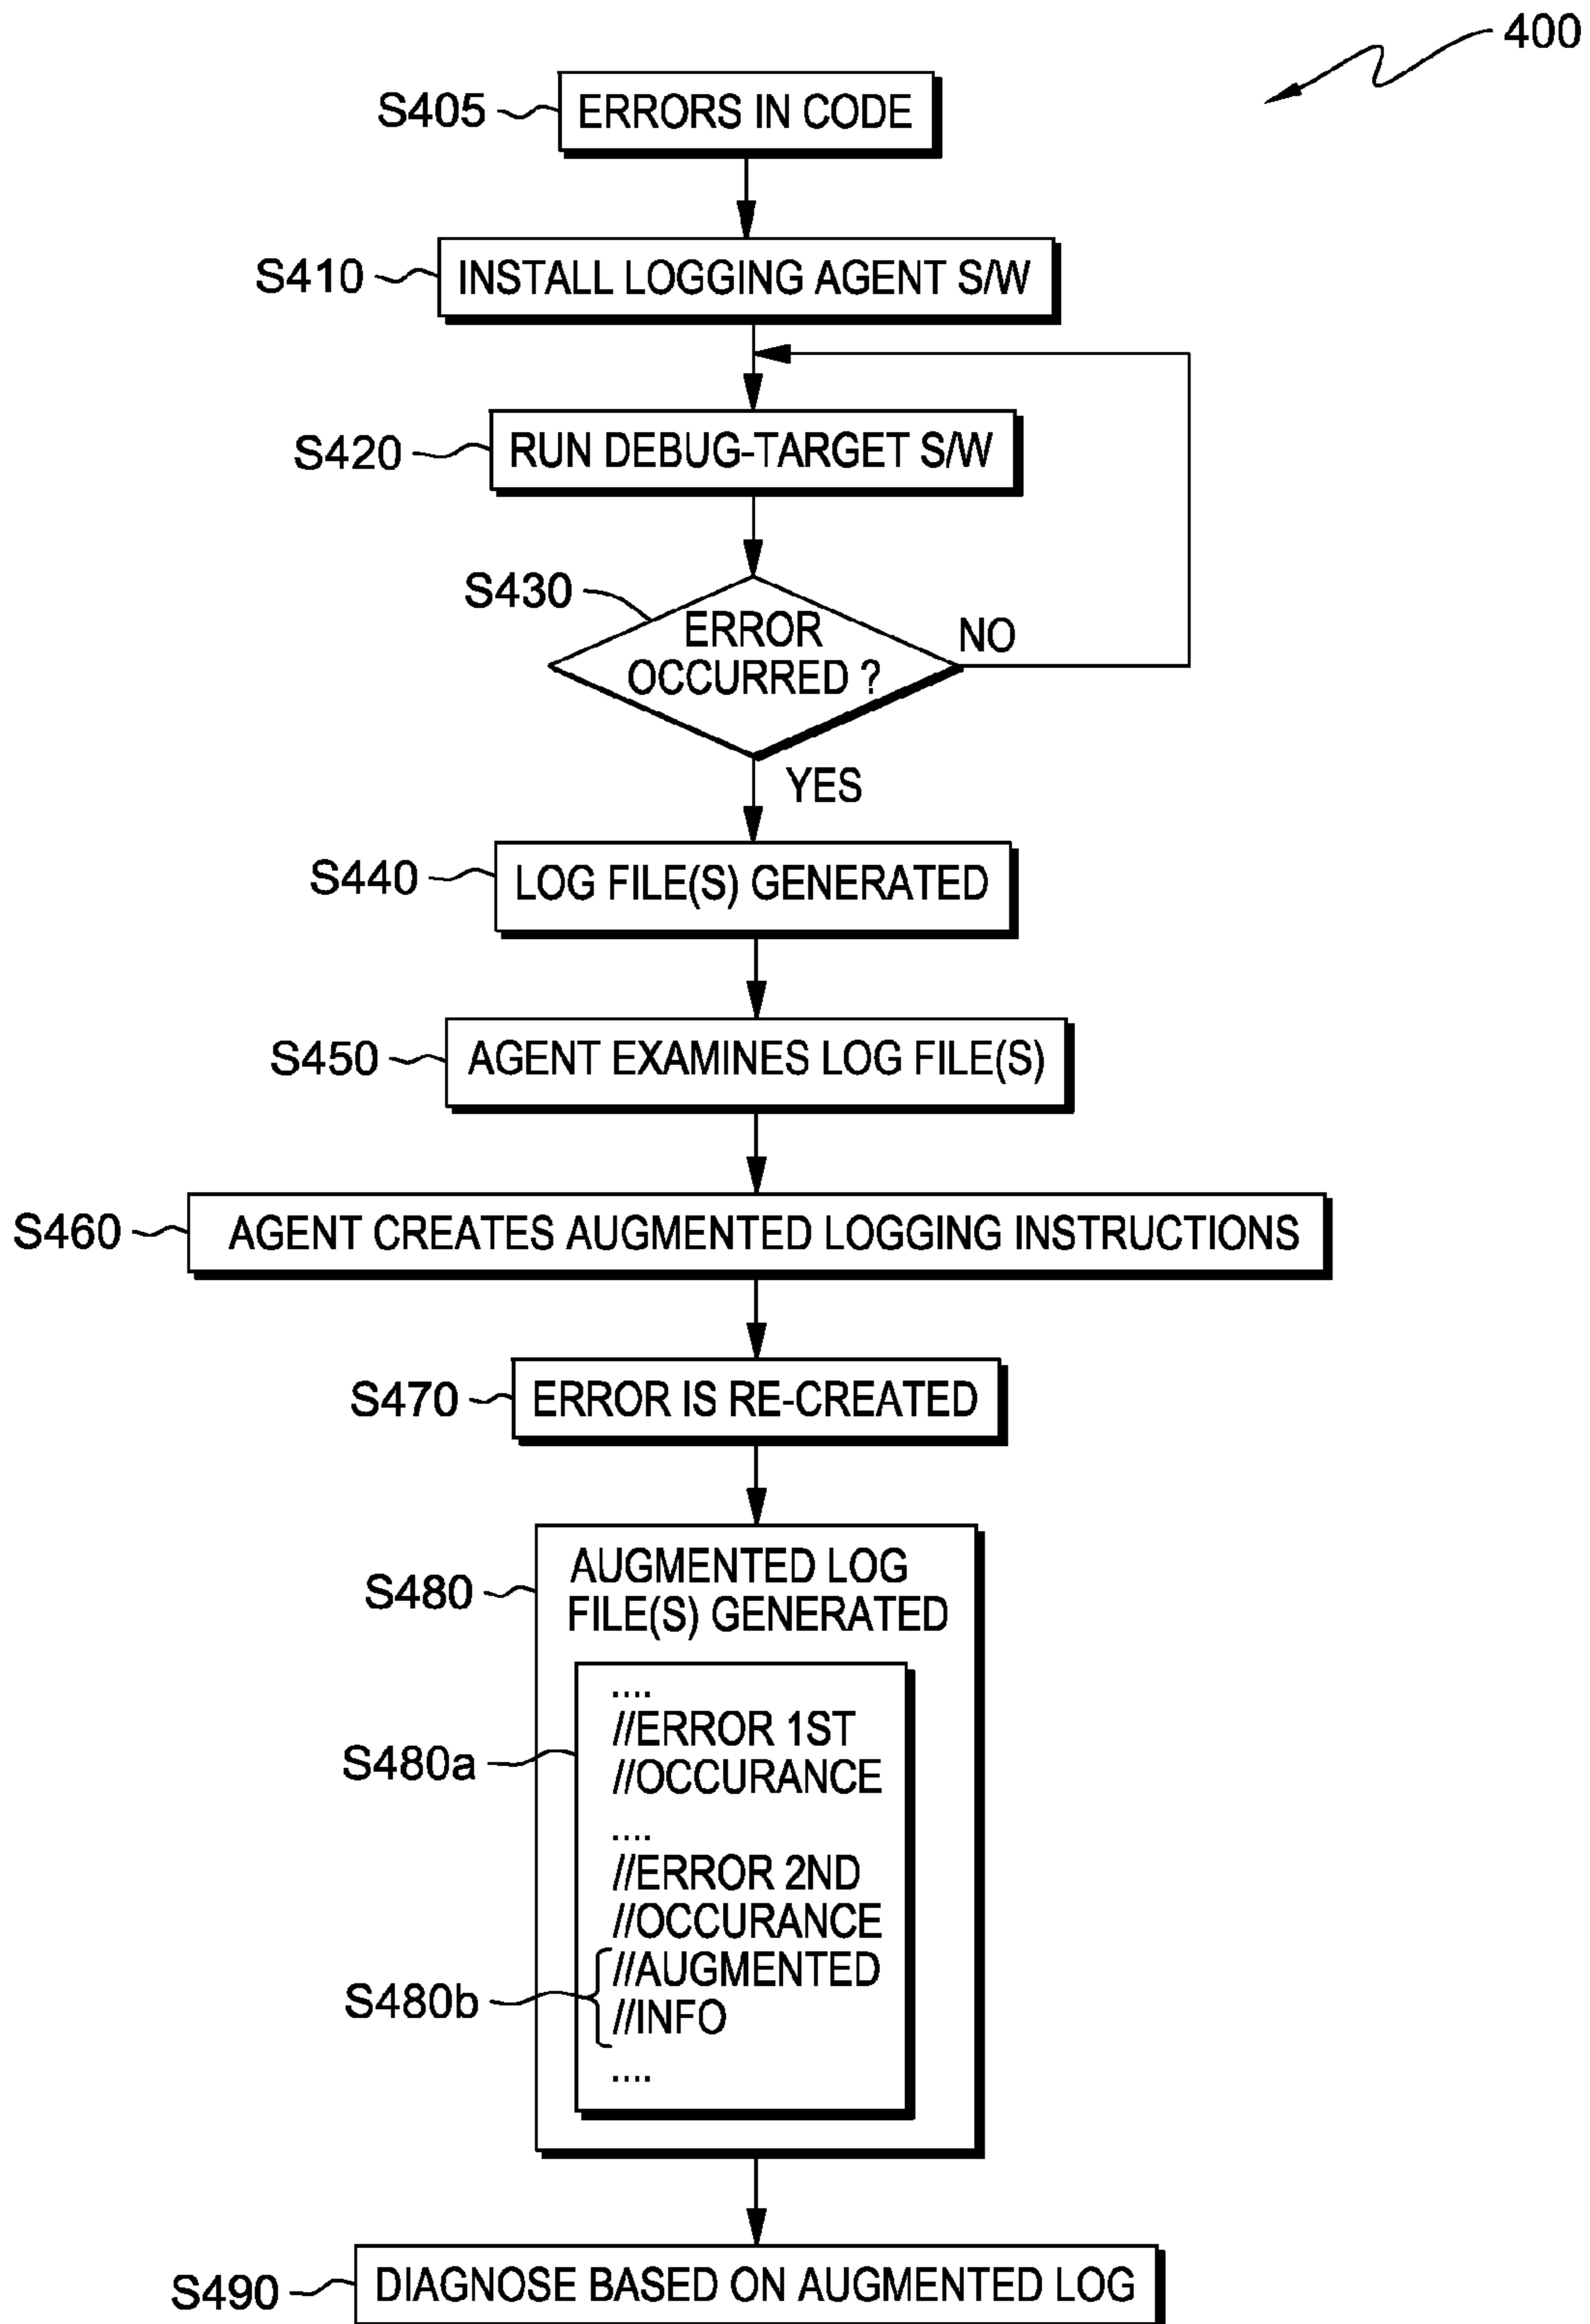 400
S405
ERRORS IN CODE
S410
INSTALL LOGGING AGENT S/W
S420
RUN DEBUG-TARGET S/W
S430
ERROR
OCCURRED ?
NO
YES
S440
LOG FILE(S) GENERATED
S450
AGENT EXAMINES LOG FILE(S)
S460
AGENT CREATES AUGMENTED LOGGING INSTRUCTIONS
S470
ERROR IS RE-CREATED
S480
AUGMENTED LOG
FILE(S) GENERATED
S480a
....
//ERROR 1ST
//OCCURANCE
....
//ERROR 2ND
//OCCURANCE
S480b
//AUGMENTED
//INFO
....
S490
DIAGNOSE BASED ON AUGMENTED LOG